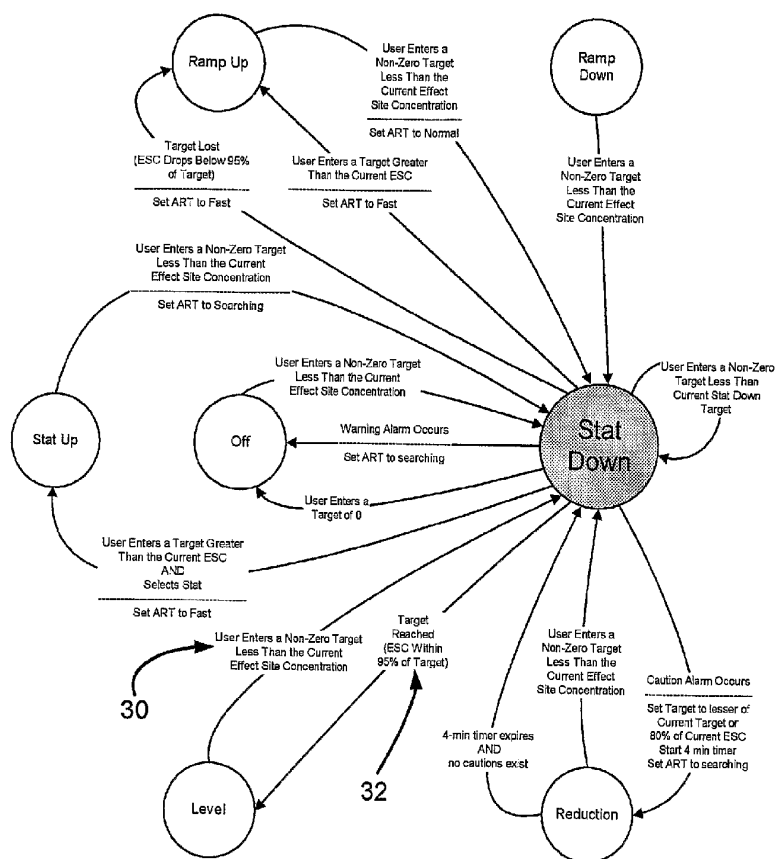 Ramp Up
User Enters a
Non-Zero Target
Less Than the
Current Effect
Site Concentration
Set ART to Normal
Ramp
Down
Target Lost
(ESC Drops Below 95%
of Target)
Set ART to Fast
User Enters a Target Greater
Than the Current ESC
Set ART to Fast
User Enters a
Non-Zero Target
Less Than the
Current Effect
Site Concentration
User Enters a Non-Zero Target
Less Than the Current
Effect Site Concentration
Set ART to Searching
User Enters a Non-Zero Target
Less Than the Current
Effect Site Concentration
User Enters a Non-Zero
Target Less Than
Current Stat Down
Target
Stat Up
Off
Warning Alarm Occurs
Set ART to searching
Stat
Down
User Enters a
Target of 0
User Enters a Target Greater
Than the Current ESC
AND
Selects Stat
Set ART to Fast
User Enters a Non-Zero Target
Less Than the Current
Effect Site Concentration
30
Target
Reached
(ESC Within
95% of Target)
32
User Enters a
Non-Zero Target
Less Than the
Current Effect
Site Concentration
Caution Alarm Occurs
Set Target to lesser of
Current Target or
80% of Current ESC
Start 4 min timer
Set ART to searching
4-min timer expires
AND
no cautions exist
Level
Reduction